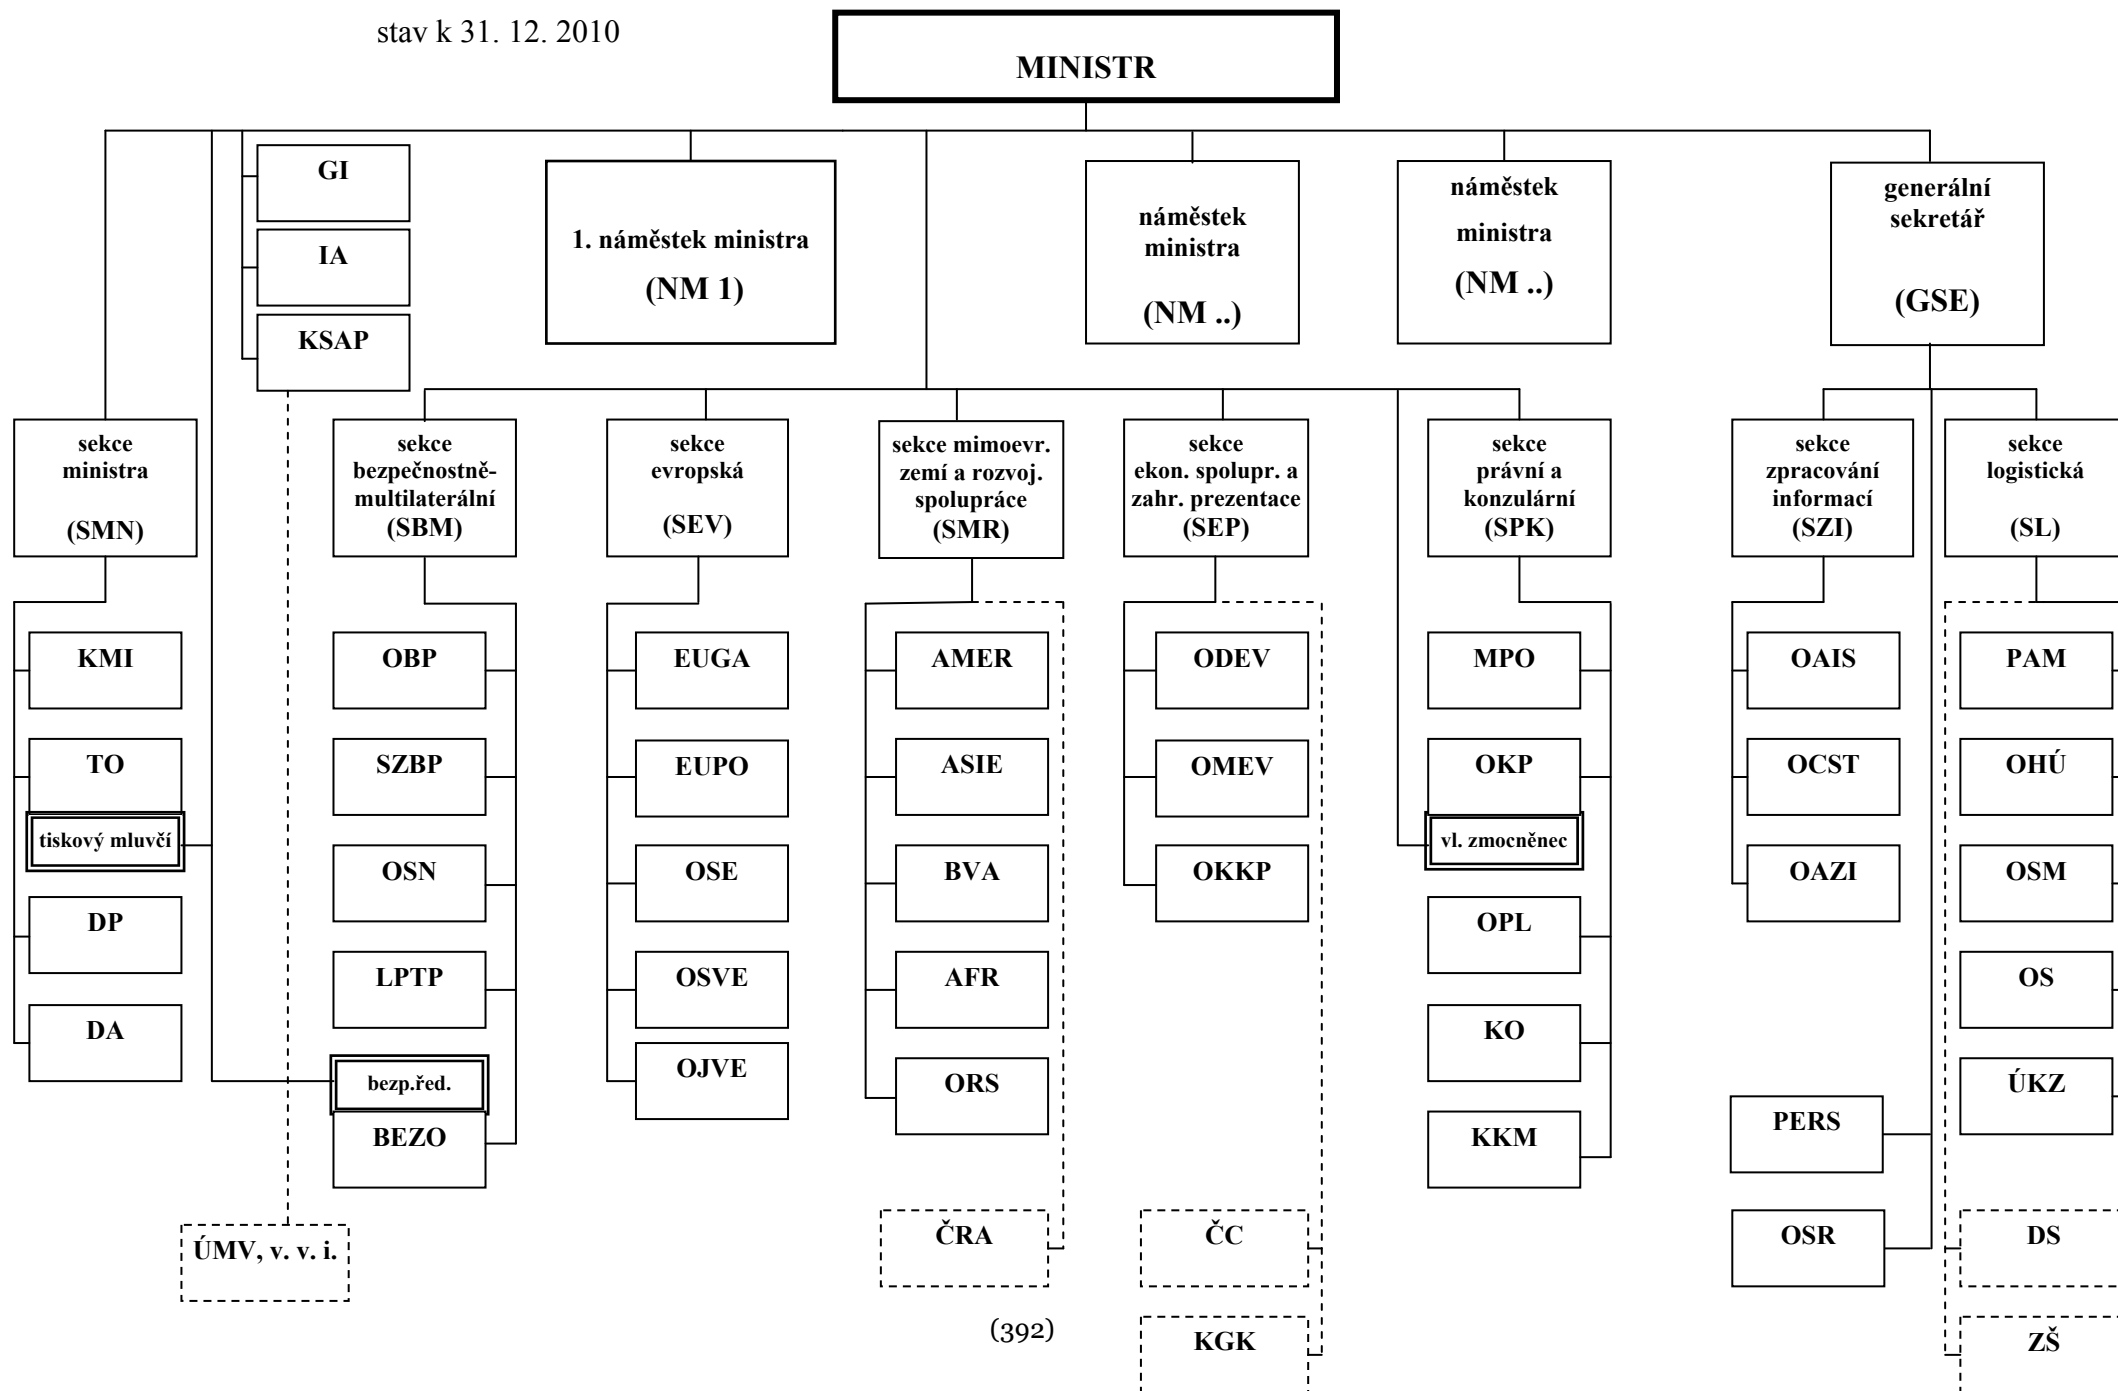 stav k 31. 12. 2010
MINISTR
GI
IA
KSAP
1. náměstek ministra
(NM 1)
náměstek
ministra
(NM ..)
náměstek
ministra
(NM ..)
generální
sekretář
(GSE)
sekce
ministra
(SMN)
sekce
bezpečnostně-
multilaterální
(SBM)
sekce
evropská
(SEV)
sekce mimoevr.
zemí a rozvoj.
spolupráce
(SMR)
sekce
ekon. spolupr. a
zahr. prezentace
(SEP)
sekce
právní a
konzulární
(SPK)
sekce
zpracování
informací
(SZI)
sekce
logistická
(SL)
KMI
TO
tiskový mluvčí
DP
DA
OBP
SZBP
OSN
LPTP
bezp.řed.
BEZO
EUGA
EUPO
OSE
OSVE
OJVE
AMER
ASIE
BVA
AFR
ORS
ODEV
OMEV
OKKP
MPO
OKP
vl. zmocněnec
OPL
KO
KKM
OAIS
OCST
OAZI
PERS
OSR
PAM
OHÚ
OSM
OS
ÚKZ
ÚMV, v. v. i.
ČRA
ČC
KGK
DS
ZŠ
(392)